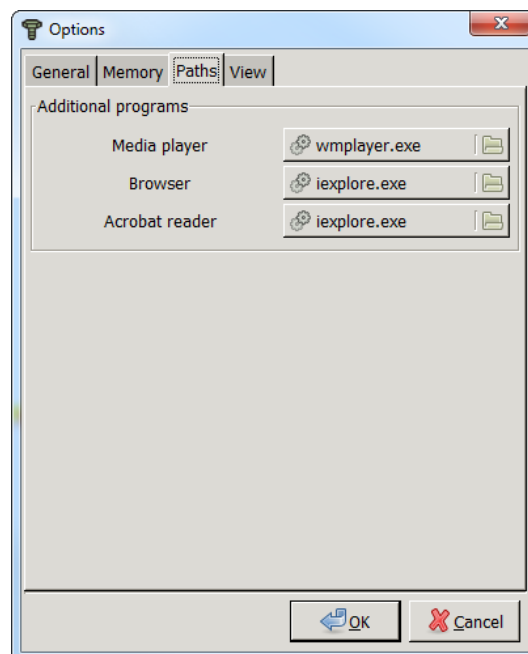 Options
General Memory Paths View
Additional programs
Media player wmplayer.exe
Browser iexplore.exe
Acrobat reader iexplore.exe
OK Cancel